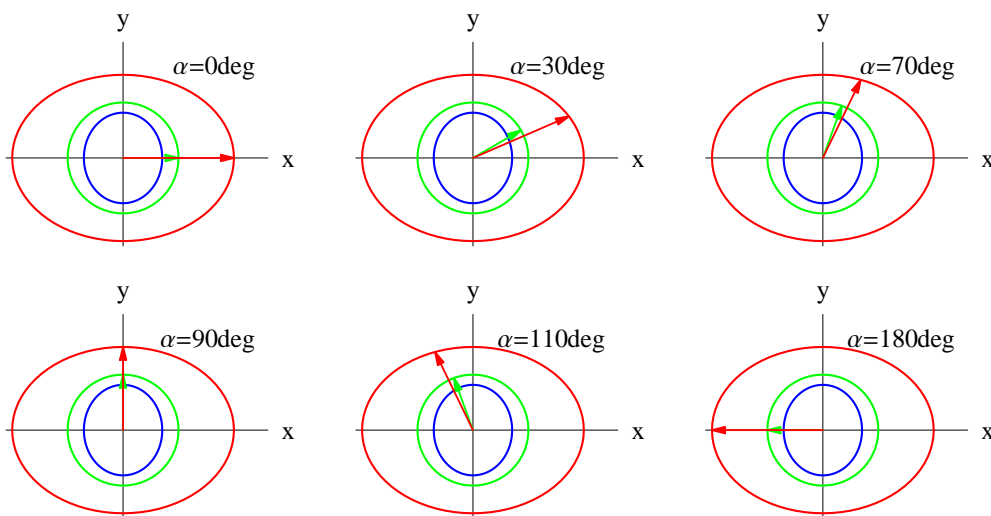 y
α=0deg
x
y
α=30deg
x
y
α=70deg
x
y
α=90deg
x
y
α=110deg
x
y
α=180deg
x